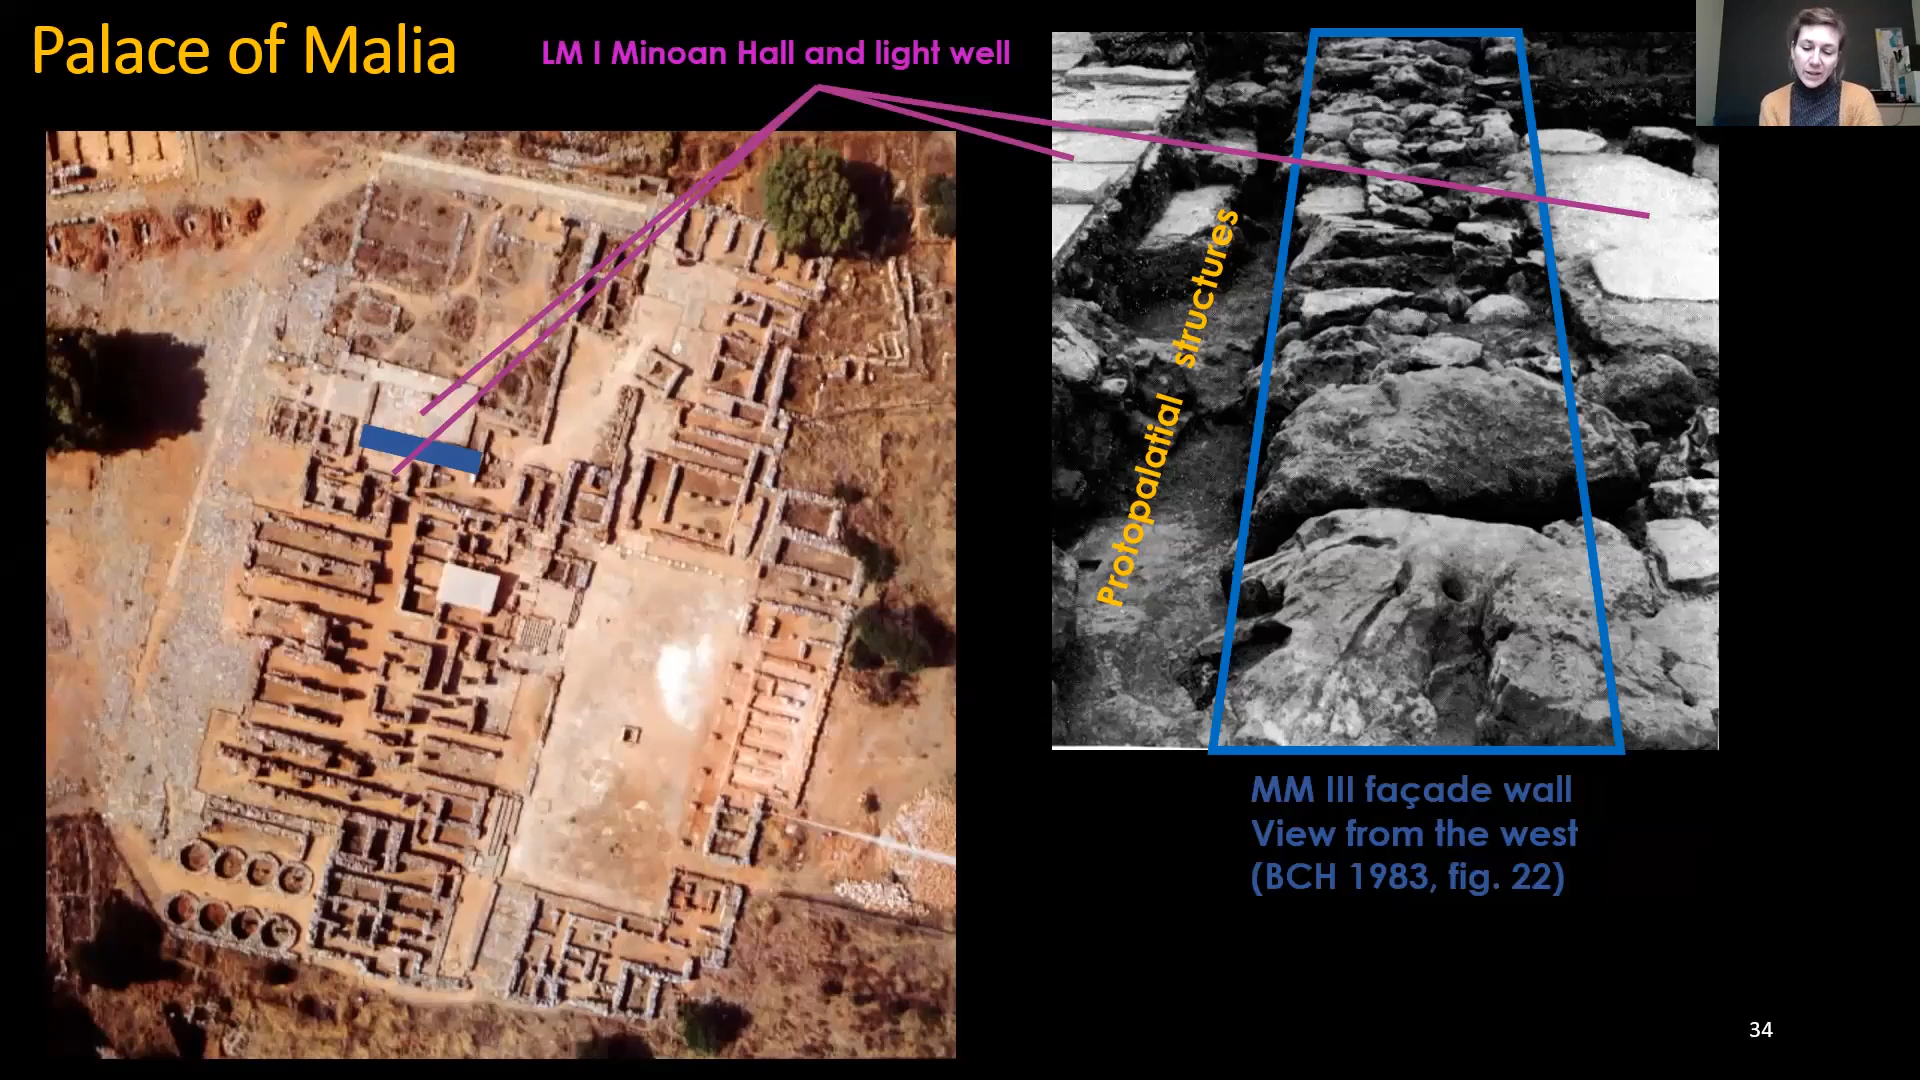 Palace of Malia
LM I Minoan Hall and light well
Protopalatial structures
MM III façade wall
View from the west
(BCH 1983, fig. 22)
34